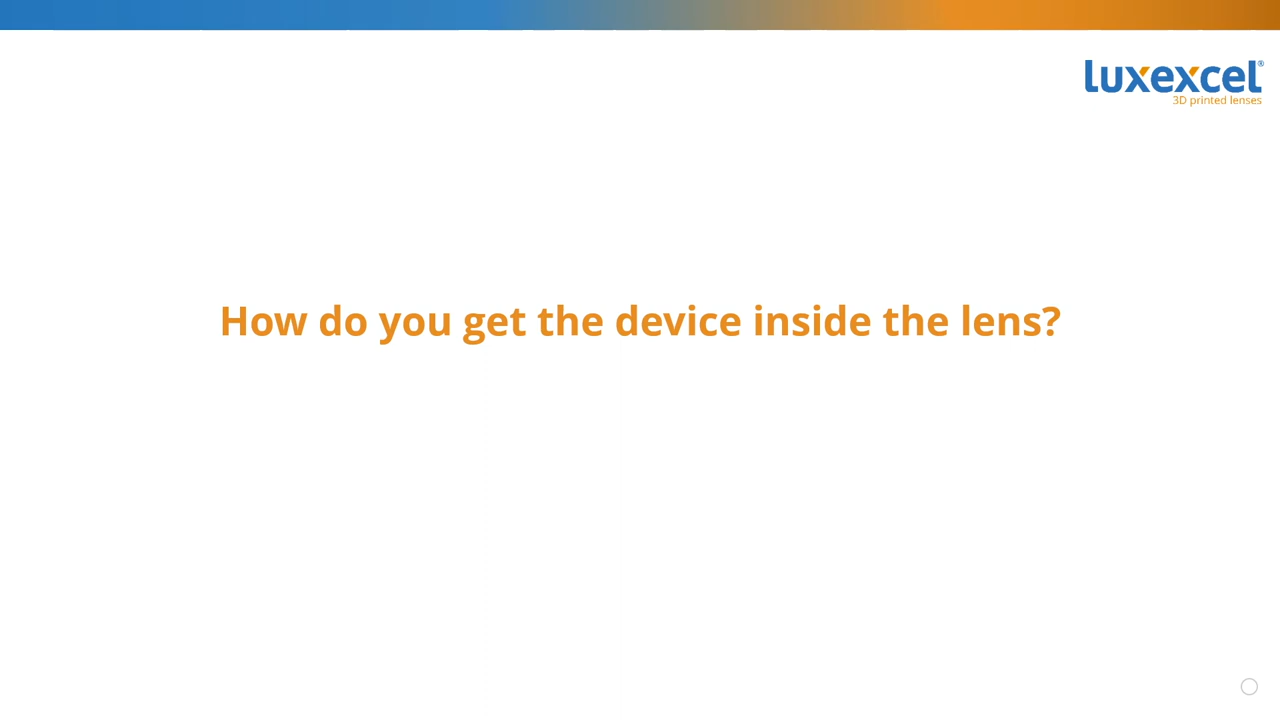 luxexcel®
3D printed lenses
How do you get the device inside the lens?